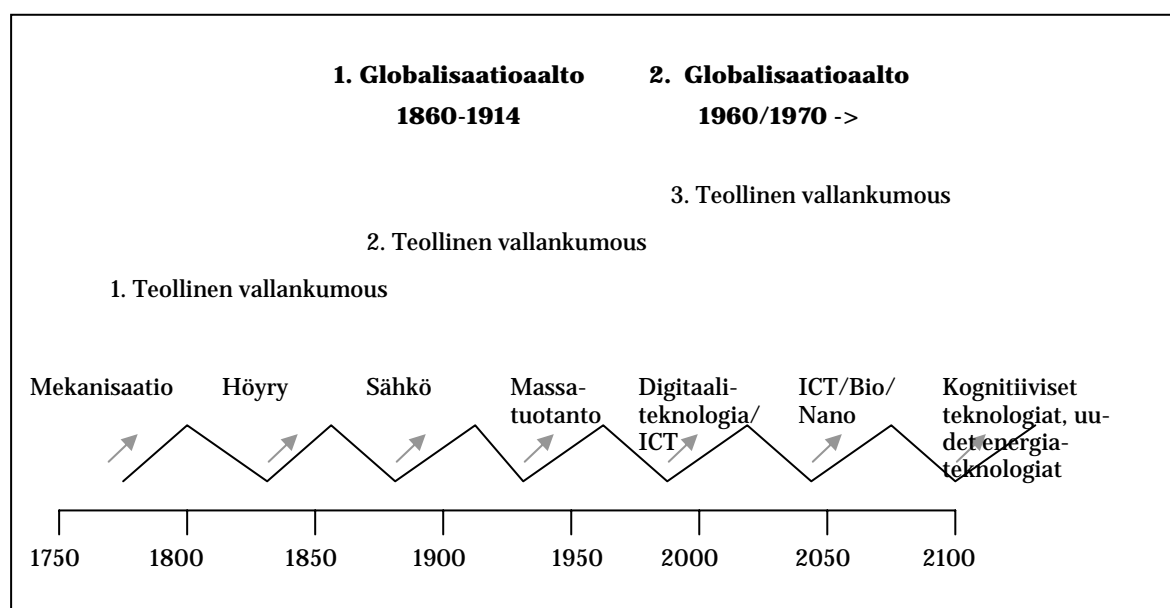 1. Globalisaatioaalto
1860-1914
2. Globalisaatioaalto
1960/1970 ->
3. Teollinen vallankumous
2. Teollinen vallankumous
1. Teollinen vallankumous
Mekanisaatio
Höyry
Sähkö
Massa-
tuotanto
Digitaali-
teknologia/
ICT
ICT/Bio/
Nano
Kognitiiviset
teknologiat, uu-
det energia-
teknologiat
1750 1800 1850 1900 1950 2000 2050 2100